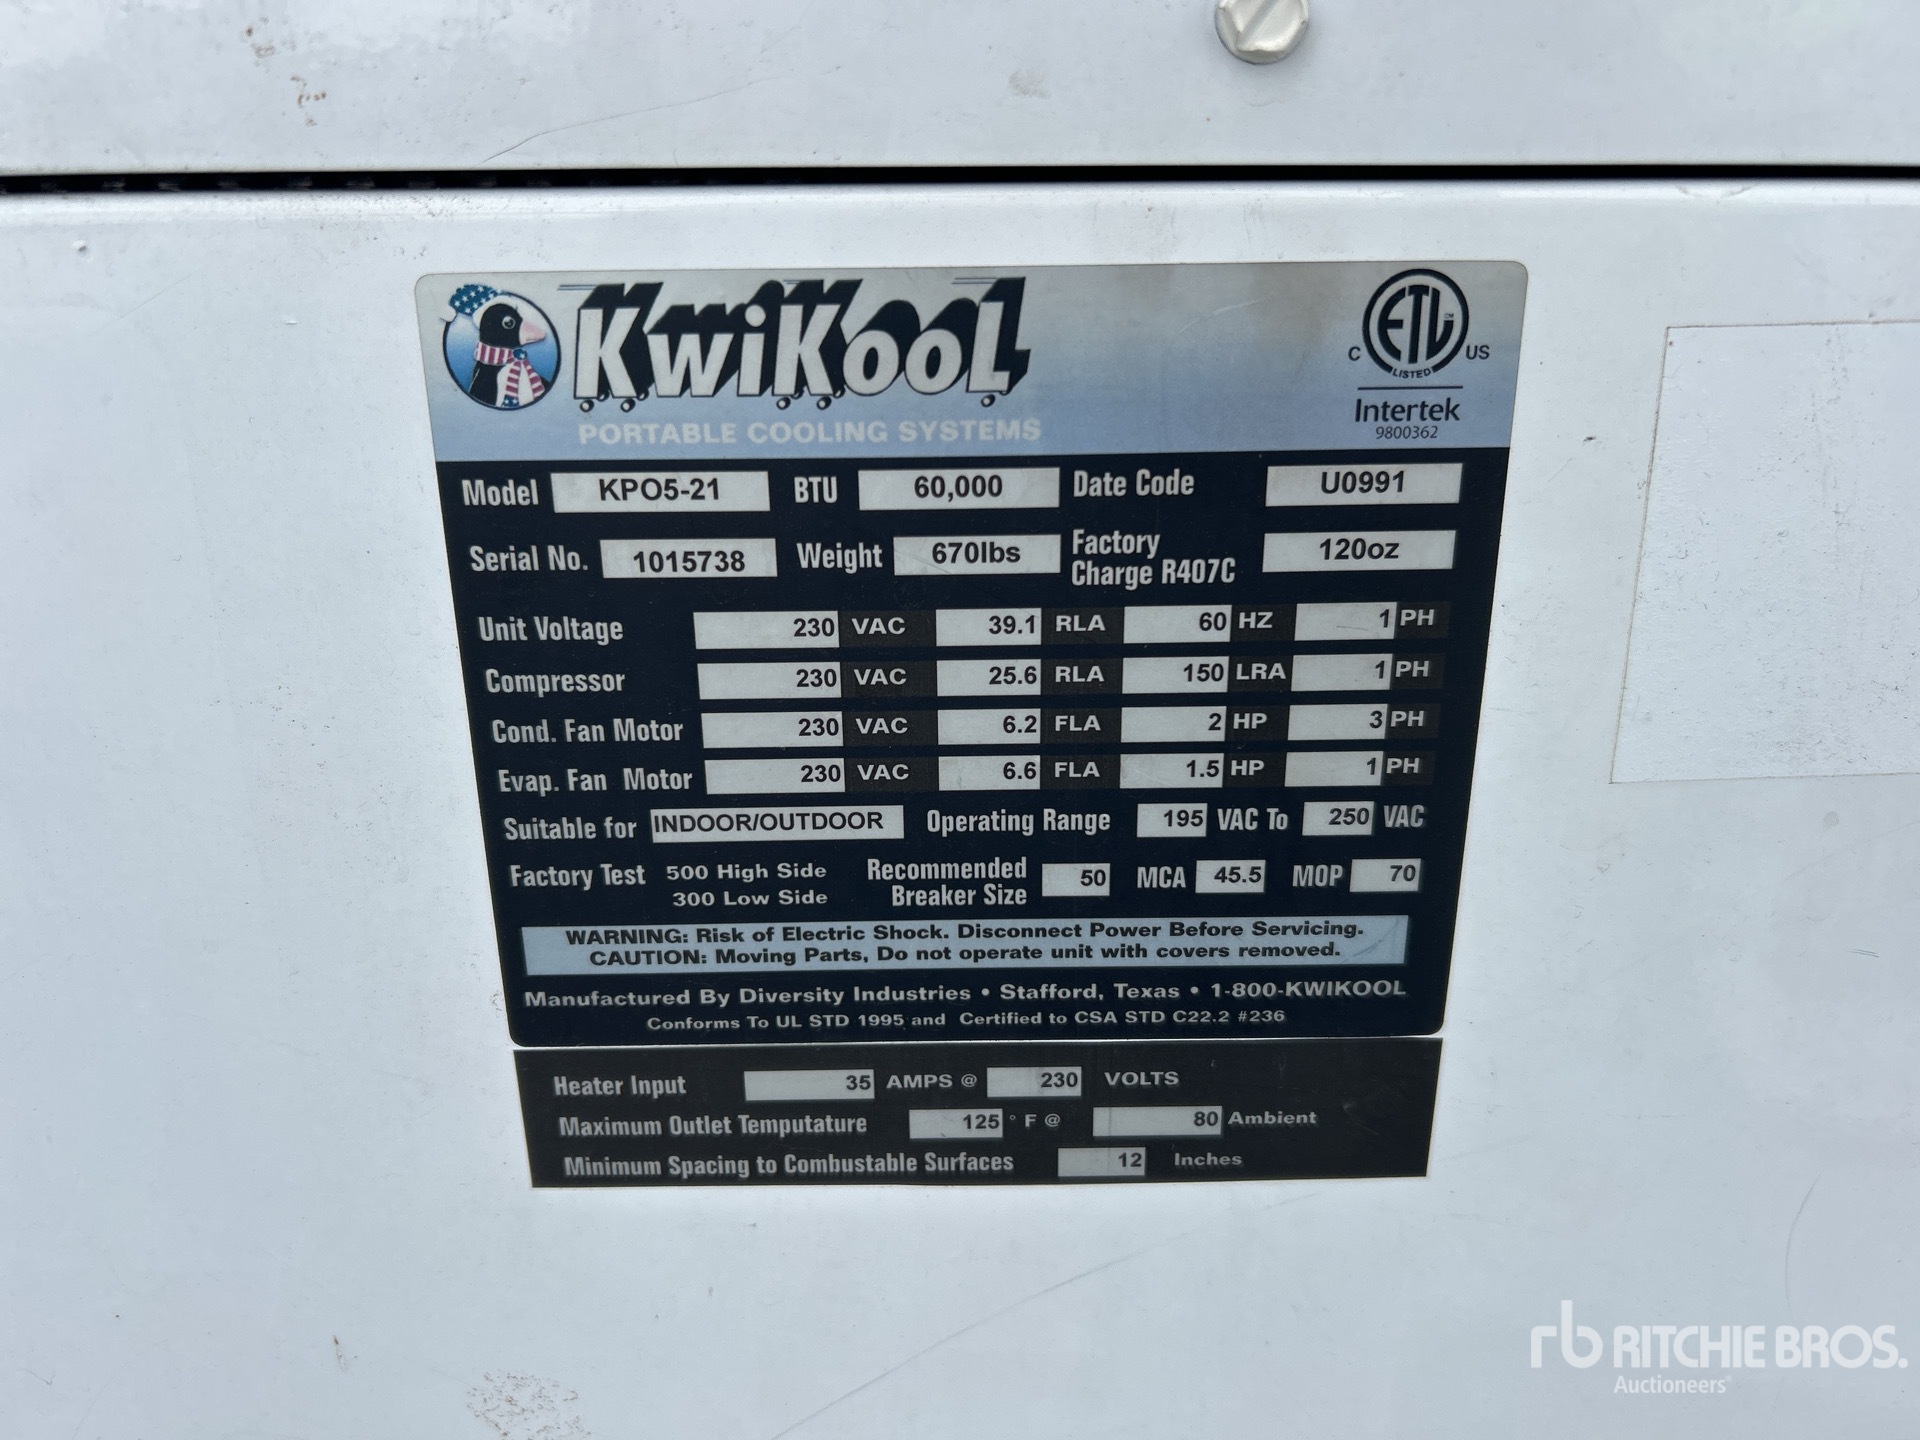 KwiKool
PORTABLE COOLING SYSTEMS
ETL CM
C LISTED US
Intertek
9800362
Model KPO5-21 BTU 60,000 Date Code U0991
Serial No. 1015738 Weight 670lbs Factory Charge R407C 120oz
Unit Voltage 230 VAC 39.1 RLA 60 HZ 1 PH
Compressor 230 VAC 25.6 RLA 150 LRA 1 PH
Cond. Fan Motor 230 VAC 6.2 FLA 2 HP 3 PH
Evap. Fan Motor 230 VAC 6.6 FLA 1.5 HP 1 PH
Suitable for INDOOR/OUTDOOR Operating Range 195 VAC To 250 VAC
Factory Test 500 High Side 300 Low Side Recommended Breaker Size 50 MCA 45.5 MOP 70
WARNING: Risk of Electric Shock. Disconnect Power Before Servicing.
CAUTION: Moving Parts, Do not operate unit with covers removed.
Manufactured By Diversity Industries • Stafford, Texas • 1-800-KWIKOOL
Conforms To UL STD 1995 and Certified to CSA STD C22.2 #236
Heater Input 35 AMPS @ 230 VOLTS
Maximum Outlet Temputature 125 ° F @ 80 Ambient
Minimum Spacing to Combustable Surfaces 12 Inches
rb RITCHIE BROS.
Auctioneers